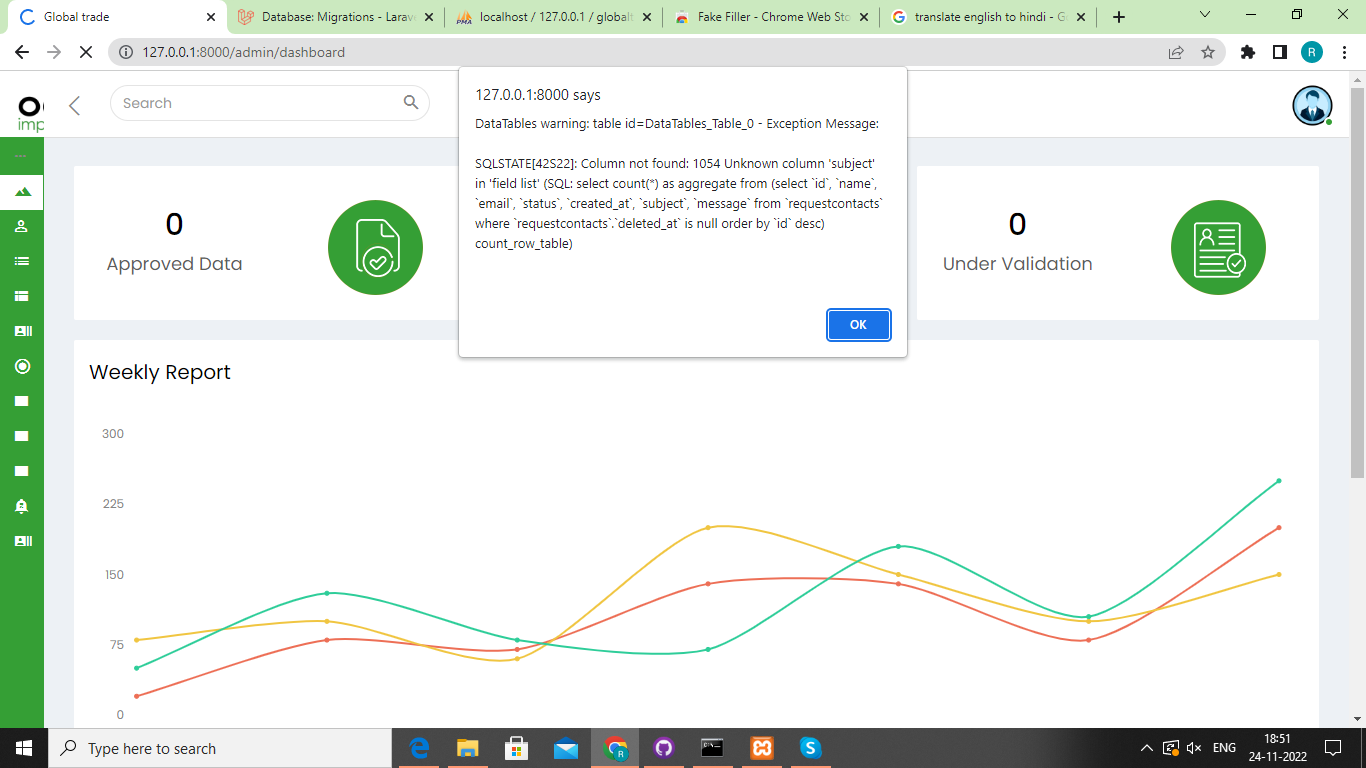 Global trade
Database: Migrations - Larave
localhost / 127.0.0.1 / globalt
Fake Filler - Chrome Web Sto
translate english to hindi - G
127.0.0.1:8000/admin/dashboard
R
imp
Search
127.0.0.1:8000 says
DataTables warning: table id=DataTables_Table_0 - Exception Message:
SQLSTATE[42S22]: Column not found: 1054 Unknown column 'subject'
in 'field list' (SQL: select count(*) as aggregate from (select `id`, `name`,
`email`, `status`, `created_at`, `subject`, `message` from `requestcontacts`
where `requestcontacts`.`deleted_at` is null order by `id` desc)
count_row_table)
OK
0
Approved Data
0
Under Validation
Weekly Report
300
225
150
75
0
Type here to search
ENG
18:51
24-11-2022